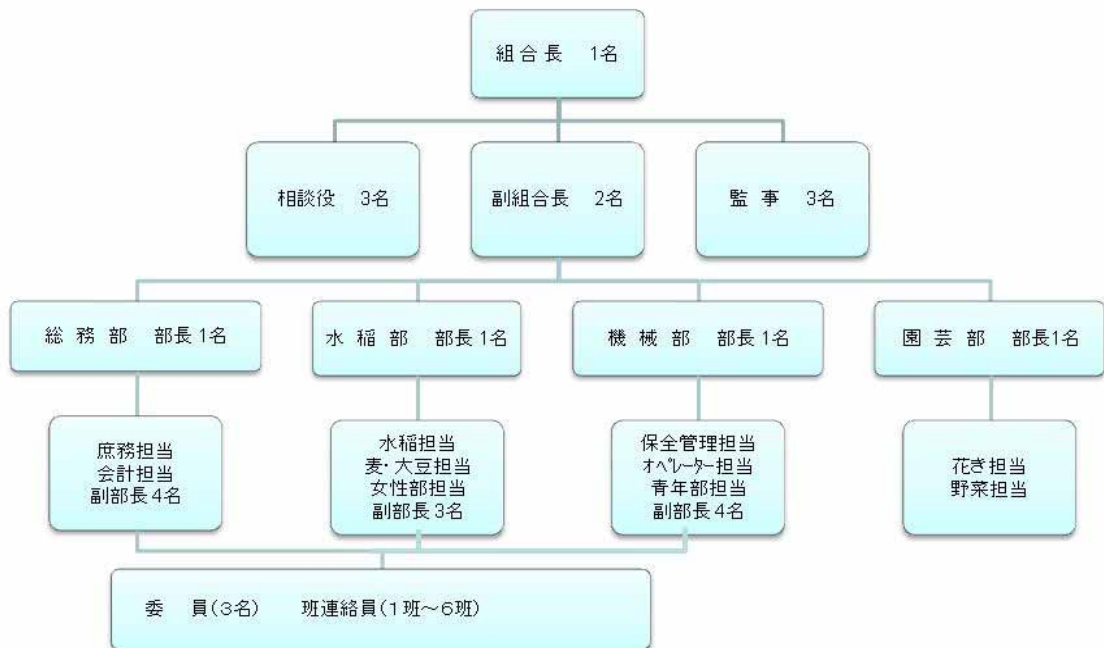 組合長　1名
相談役　3名
副組合長　2名
監事　3名
総務部　部長1名
水稲部　部長1名
機械部　部長1名
園芸部　部長1名
庶務担当
会計担当
副部長4名
水稲担当
麦・大豆担当
女性部担当
副部長3名
保全管理担当
ｵﾍﾟﾚｰﾀｰ担当
青年部担当
副部長4名
花き担当
野菜担当
委　員(3名)　班連絡員(1班～6班)